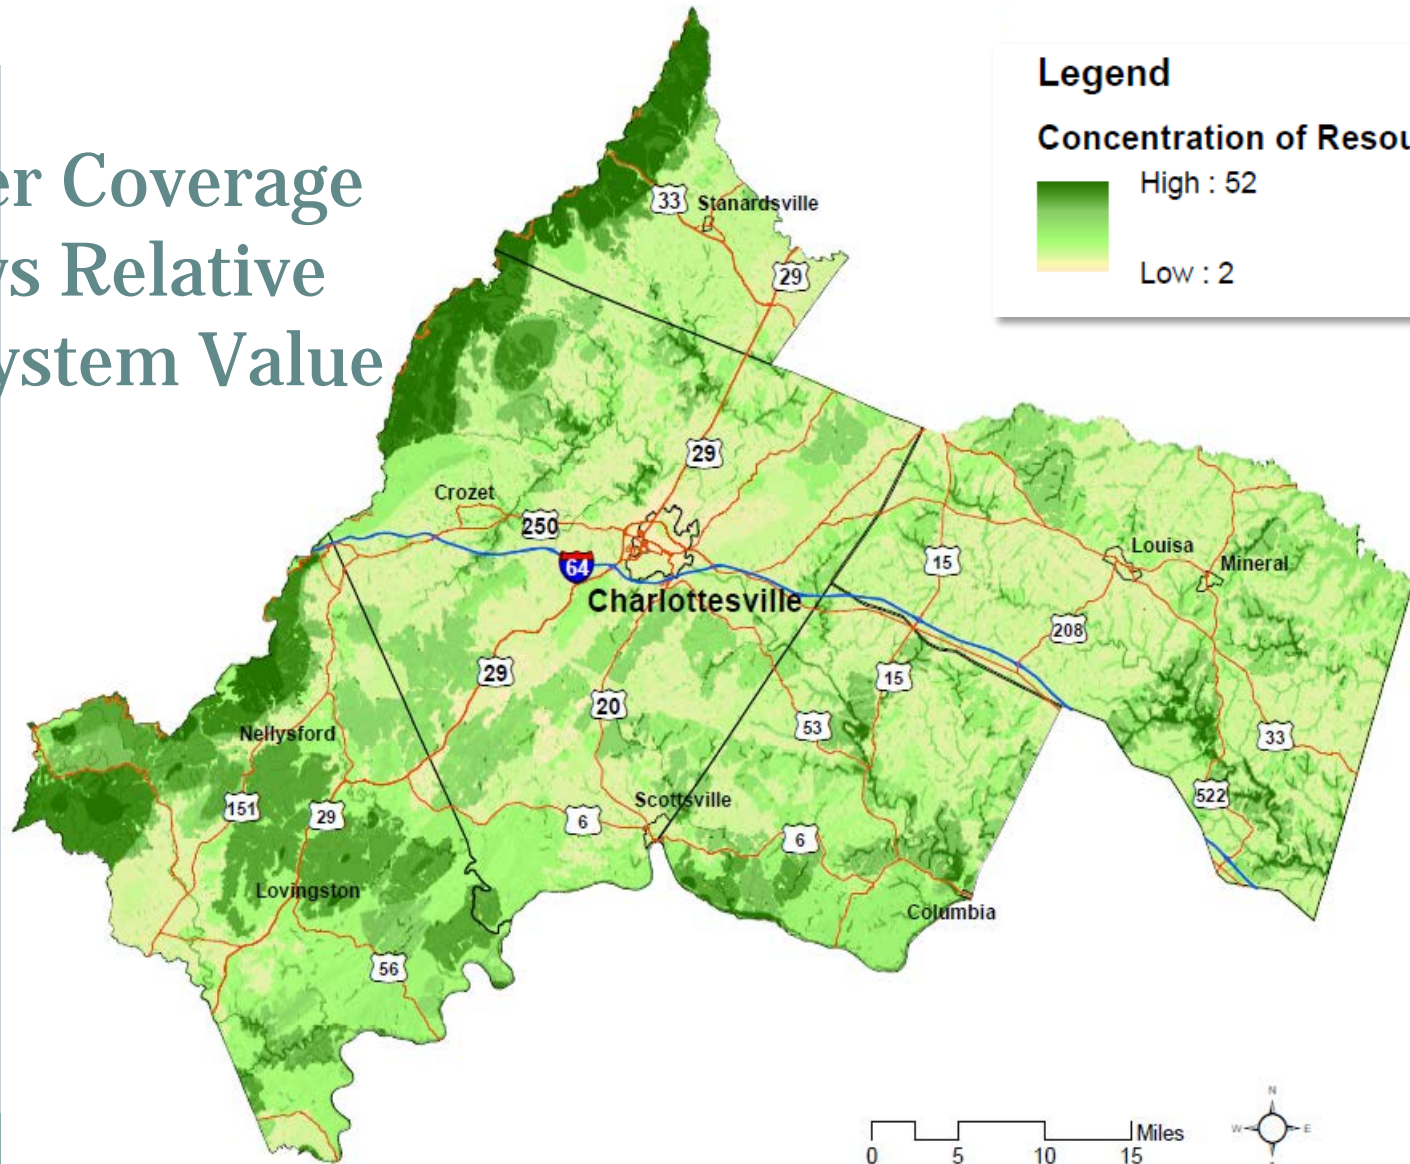 er Coverage
ys Relative
ystem Value
Legend
Concentration of Resou
High : 52
Low : 2
33
Stanardsville
29
29
Crozet
250
64
Charlottesville
15
Louisa
Mineral
208
29
15
20
53
33
Nellysford
151
29
Scottsville
6
6
522
Lovingston
Columbia
56
Miles
0 5 10 15
N
W E